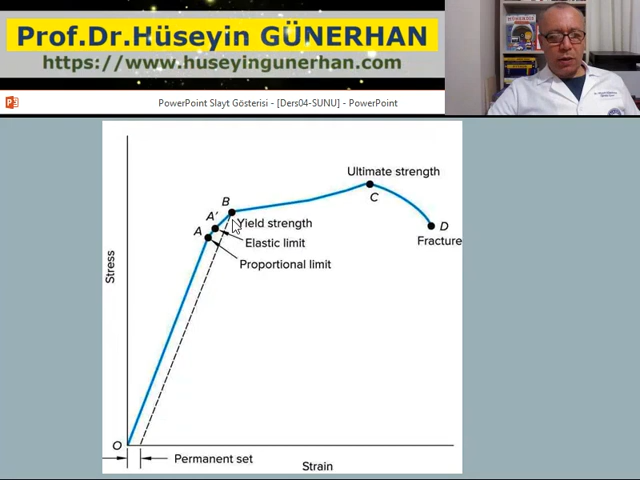 Prof.Dr.Hüseyin GÜNERHAN
https://www.huseyingunerhan.com
PowerPoint Slayt Gösterisi - [Ders04-SUNU] - PowerPoint
Ultimate strength
B
C
A'
Yield strength
D
A
Elastic limit
Fracture
Proportional limit
Stress
O
Permanent set
Strain